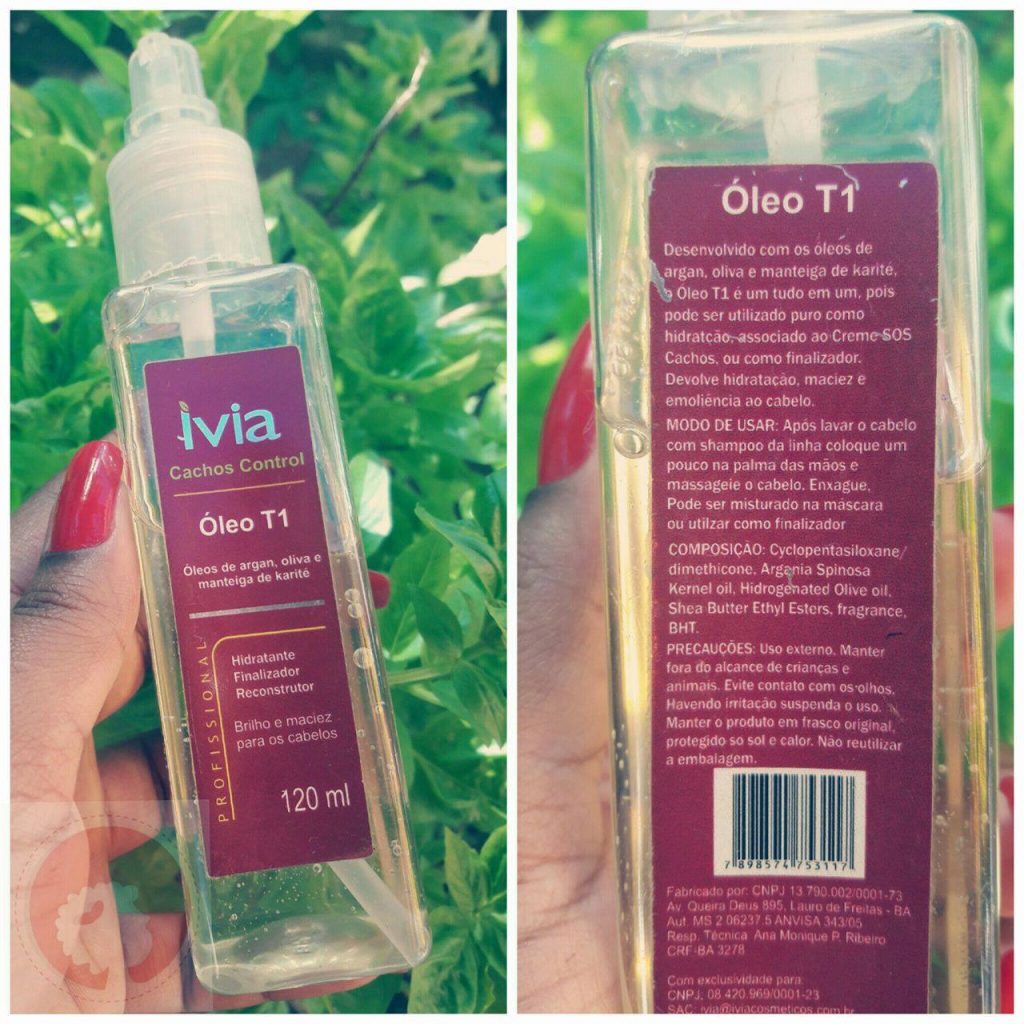 ivia
Cachos Control
Óleo T1
Óleos de argan, oliva e
manteiga de karité
PROFISSIONAL
Hidratante
Finalizador
Reconstrutor
Brilho e maciez
para os cabelos
120 ml
Óleo T1
Desenvolvido com os óleos de
argan, oliva e manteiga de karité,
o Óleo T1 é um tudo em um, pois
pode ser utilizado puro como
hidratção, associado ao Creme SOS
Cachos, ou como finalizador.
Devolve hidratação, maciez e
emoliência ao cabelo.
MODO DE USAR: Após lavar o cabelo
com shampoo da linha coloque um
pouco na palma das mãos e
massageie o cabelo. Enxague.
Pode ser misturado na máscara
ou utilzar como finalizador
COMPOSIÇÃO: Cyclopentasiloxane/
dimethicone, Argania Spinosa
Kernel oil, Hidrogenated Olive oil,
Shea Butter Ethyl Esters, fragrance,
BHT.
PRECAUÇÕES: Uso externo. Manter
fora do alcance de crianças e
animais. Evite contato com os olhos.
Havendo irritação suspenda o uso.
Manter o produto em frasco original,
protegido so sol e calor. Não reutilizar
a embalagem.
7 898574 753117
Fabricado por: CNPJ 13.790.002/0001-73
Av. Queira Deus 895, Lauro de Freitas - BA
Aut. MS 2.06237.5 ANVISA 343/05
Resp. Técnica Ana Monique P. Ribeiro
CRF-BA 3278
Com exclusividade para:
CNPJ: 08.420.969/0001-23
SAC: ivia@iviacosmeticos.com.br